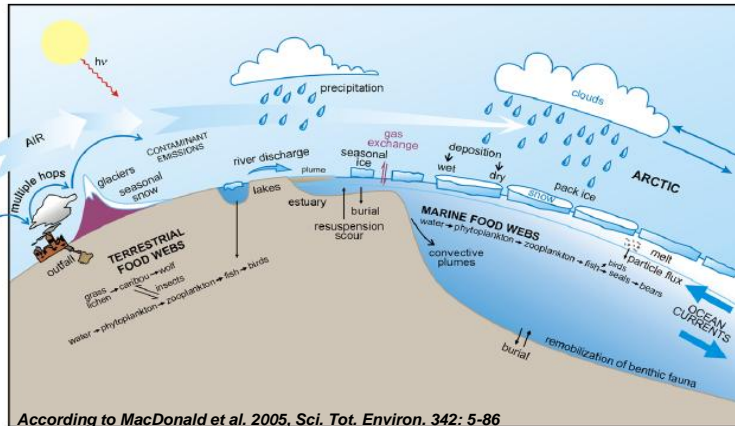 hν
precipitation
clouds
AIR
CONTAMINANT
EMISSIONS
multiple hops
glaciers
seasonal
snow
river discharge
plume
seasonal
ice
gas
exchange
deposition
wet
dry
snow
pack ice
ARCTIC
lakes
estuary
burial
resuspension
scour
outfall
TERRESTRIAL
FOOD WEBS
grass
lichen → caribou → wolf
insects
water → phytoplankton → zooplankton → fish → birds
MARINE FOOD WEBS
water → phytoplankton → zooplankton → fish → birds
seals → bears
convective
plumes
melt
particle flux
OCEAN
CURRENTS
burial
remobilization of benthic fauna
According to MacDonald et al. 2005, Sci. Tot. Environ. 342: 5-86